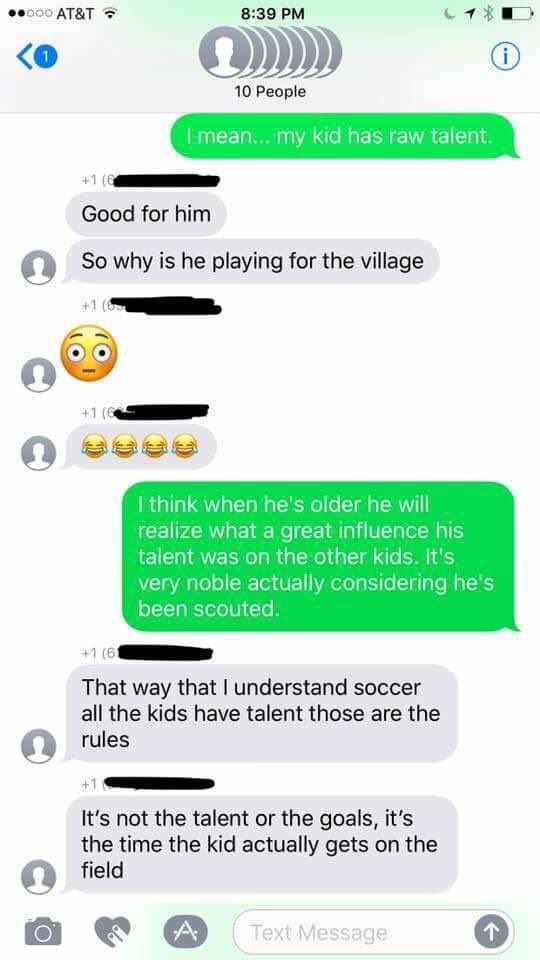 AT&T
8:39 PM
1
10 People
I mean... my kid has raw talent.
+1 (6
Good for him
So why is he playing for the village
+1 (6
😳
+1 (6
😂😂😂😂
I think when he's older he will
realize what a great influence his
talent was on the other kids. It's
very noble actually considering he's
been scouted.
+1 (6
That way that I understand soccer
all the kids have talent those are the
rules
+1 (
It's not the talent or the goals, it's
the time the kid actually gets on the
field
Text Message